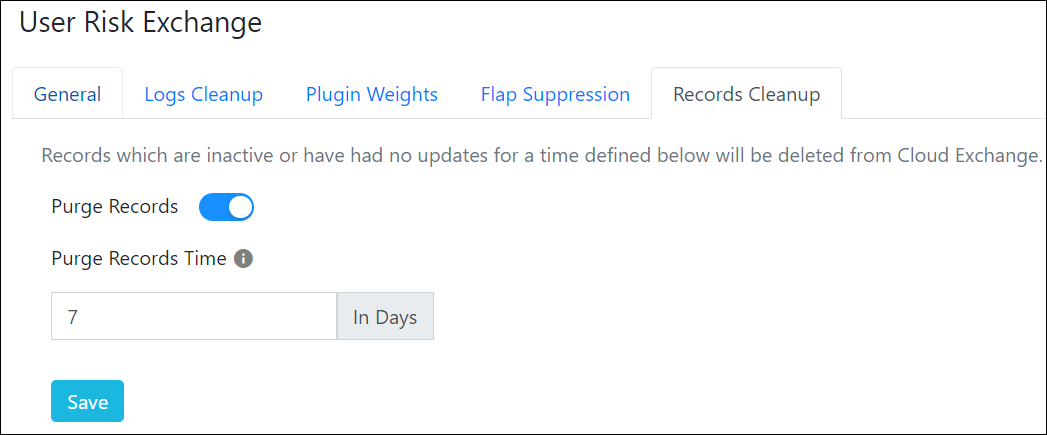 User Risk Exchange
General Logs Cleanup Plugin Weights Flap Suppression Records Cleanup
Records which are inactive or have had no updates for a time defined below will be deleted from Cloud Exchange.
Purge Records
Purge Records Time
7 In Days
Save